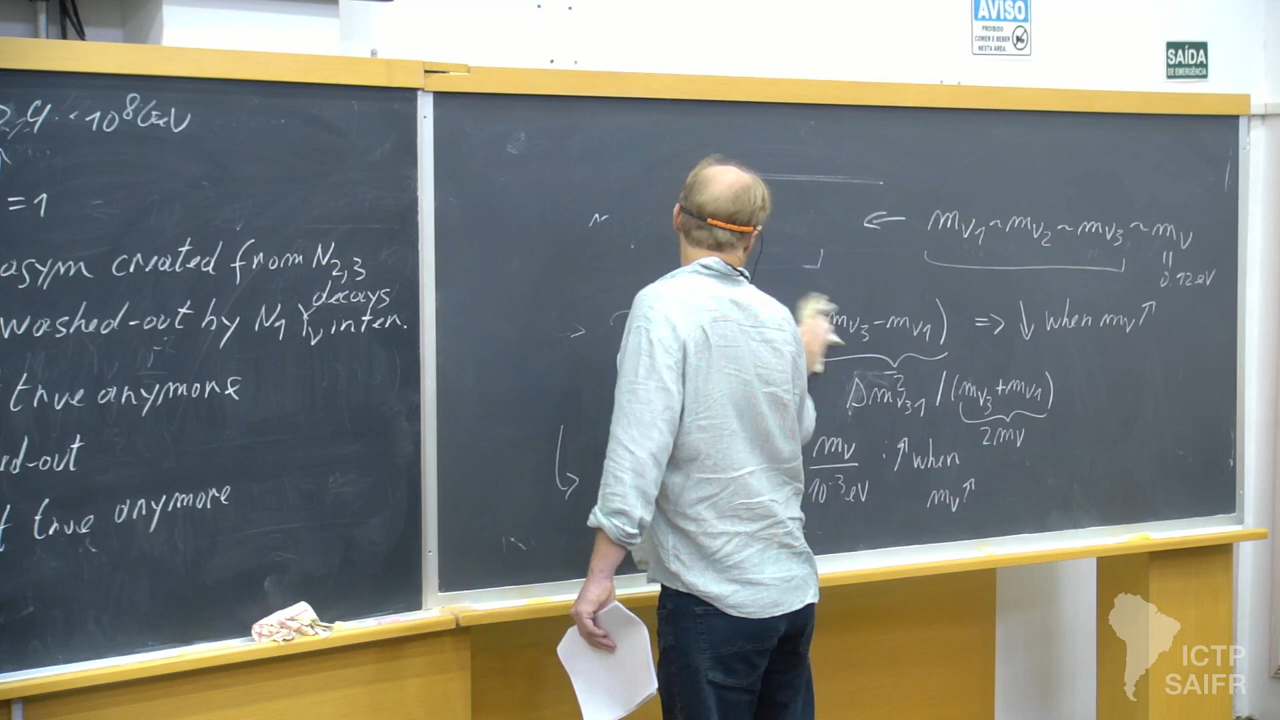 2,4 · 10⁸ GeV
= 1
asym created from N₂,₃
decays
washed-out by N₁ Yᵥ inter.
true anymore
rd-out
t true anymore
← mν₁ ~ mν₂ ~ mν₃ ~ mν
||
0.12 eV
mν₃ - mν₁) ⇒ ↓ when mν ↑
Δm²ν₃₁ / (mν₃ + mν₁)
2mν
mν / 10⁻³ eV · ↑ when
mν ↑
AVISO
PROIBIDO
COMER E BEBER
NESTA ÁREA.
SAÍDA
DE EMERGÊNCIA
ICTP
SAIFR